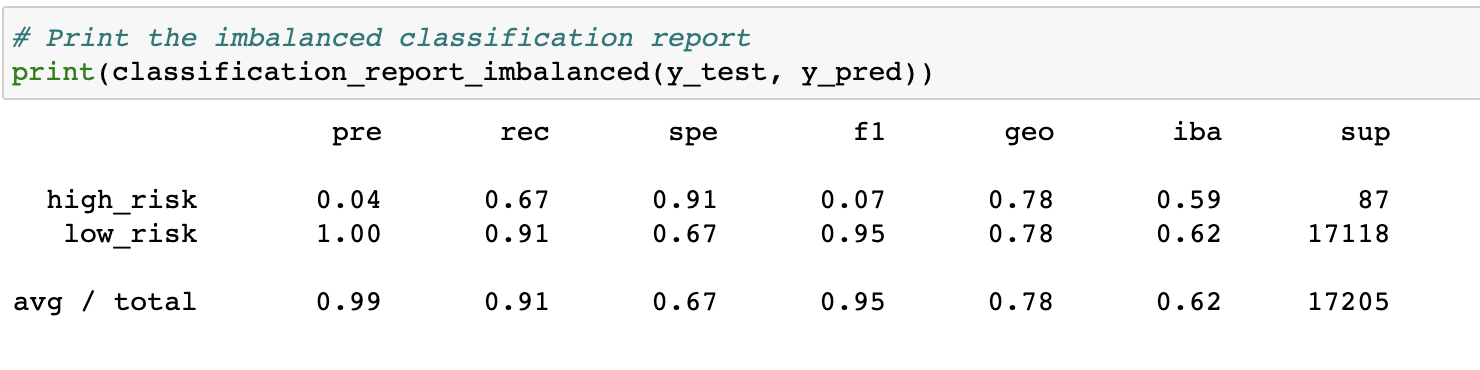 # Print the imbalanced classification report
print(classification_report_imbalanced(y_test, y_pred))
pre rec spe f1 geo iba sup
high_risk 0.04 0.67 0.91 0.07 0.78 0.59 87
low_risk 1.00 0.91 0.67 0.95 0.78 0.62 17118
avg / total 0.99 0.91 0.67 0.95 0.78 0.62 17205